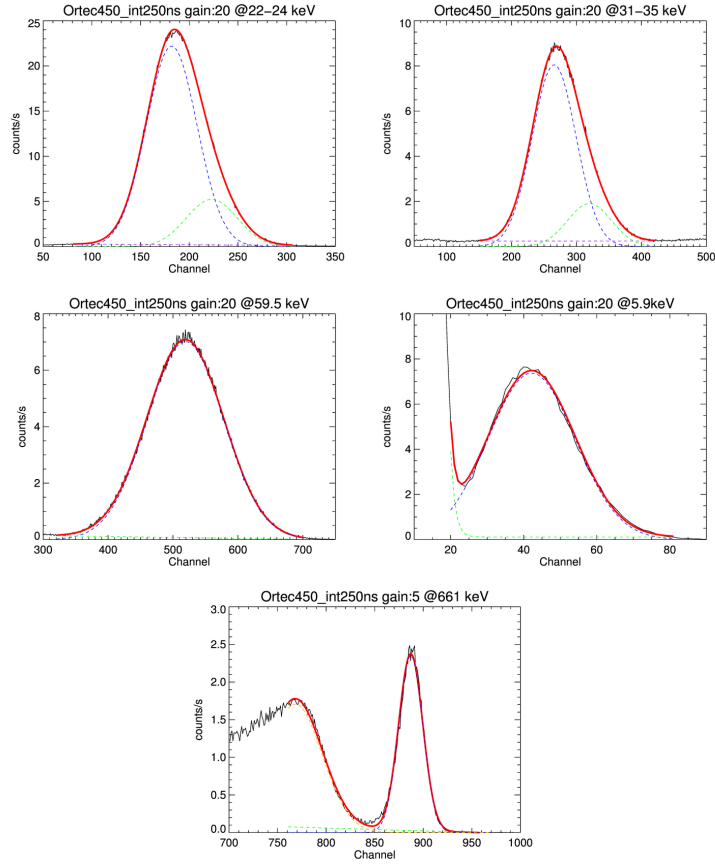 Ortec450_int250ns gain:20 @22−24 keV
25
20
15
10
5
0
counts/s
50 100 150 200 250 300 350
Channel
Ortec450_int250ns gain:20 @31−35 keV
10
8
6
4
2
0
counts/s
100 200 300 400 500
Channel
Ortec450_int250ns gain:20 @59.5 keV
8
6
4
2
0
counts/s
300 400 500 600 700
Channel
Ortec450_int250ns gain:20 @5.9keV
10
8
6
4
2
counts/s
20 40 60 80
Channel
Ortec450_int250ns gain:5 @661 keV
3.0
2.5
2.0
1.5
1.0
0.5
0.0
counts/s
700 750 800 850 900 950 1000
Channel